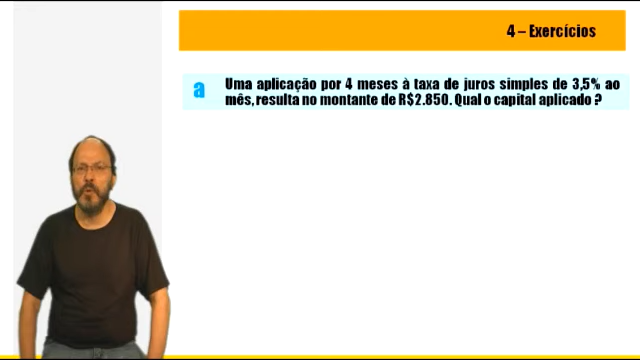 4 – Exercícios
a Uma aplicação por 4 meses à taxa de juros simples de 3,5% ao
mês, resulta no montante de R$2.850. Qual o capital aplicado ?